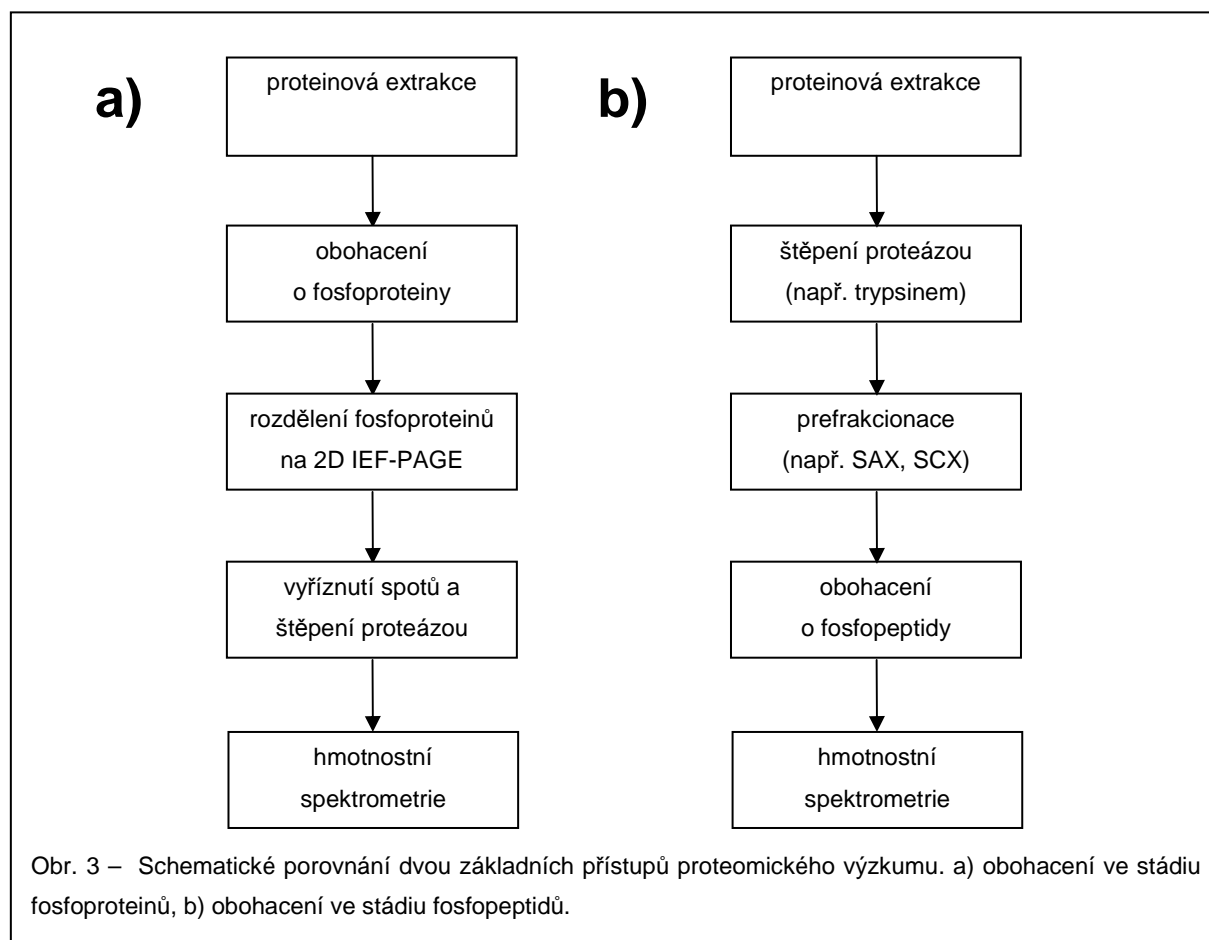 a)
proteinová extrakce
obohacení
o fosfoproteiny
rozdělení fosfoproteinů
na 2D IEF-PAGE
vyříznutí spotů a
štěpení proteázou
hmotnostní
spektrometrie
b)
proteinová extrakce
štěpení proteázou
(např. trypsinem)
prefrakcionace
(např. SAX, SCX)
obohacení
o fosfopeptidy
hmotnostní
spektrometrie
Obr. 3 – Schematické porovnání dvou základních přístupů proteomického výzkumu. a) obohacení ve stádiu
fosfoproteinů, b) obohacení ve stádiu fosfopeptidů.